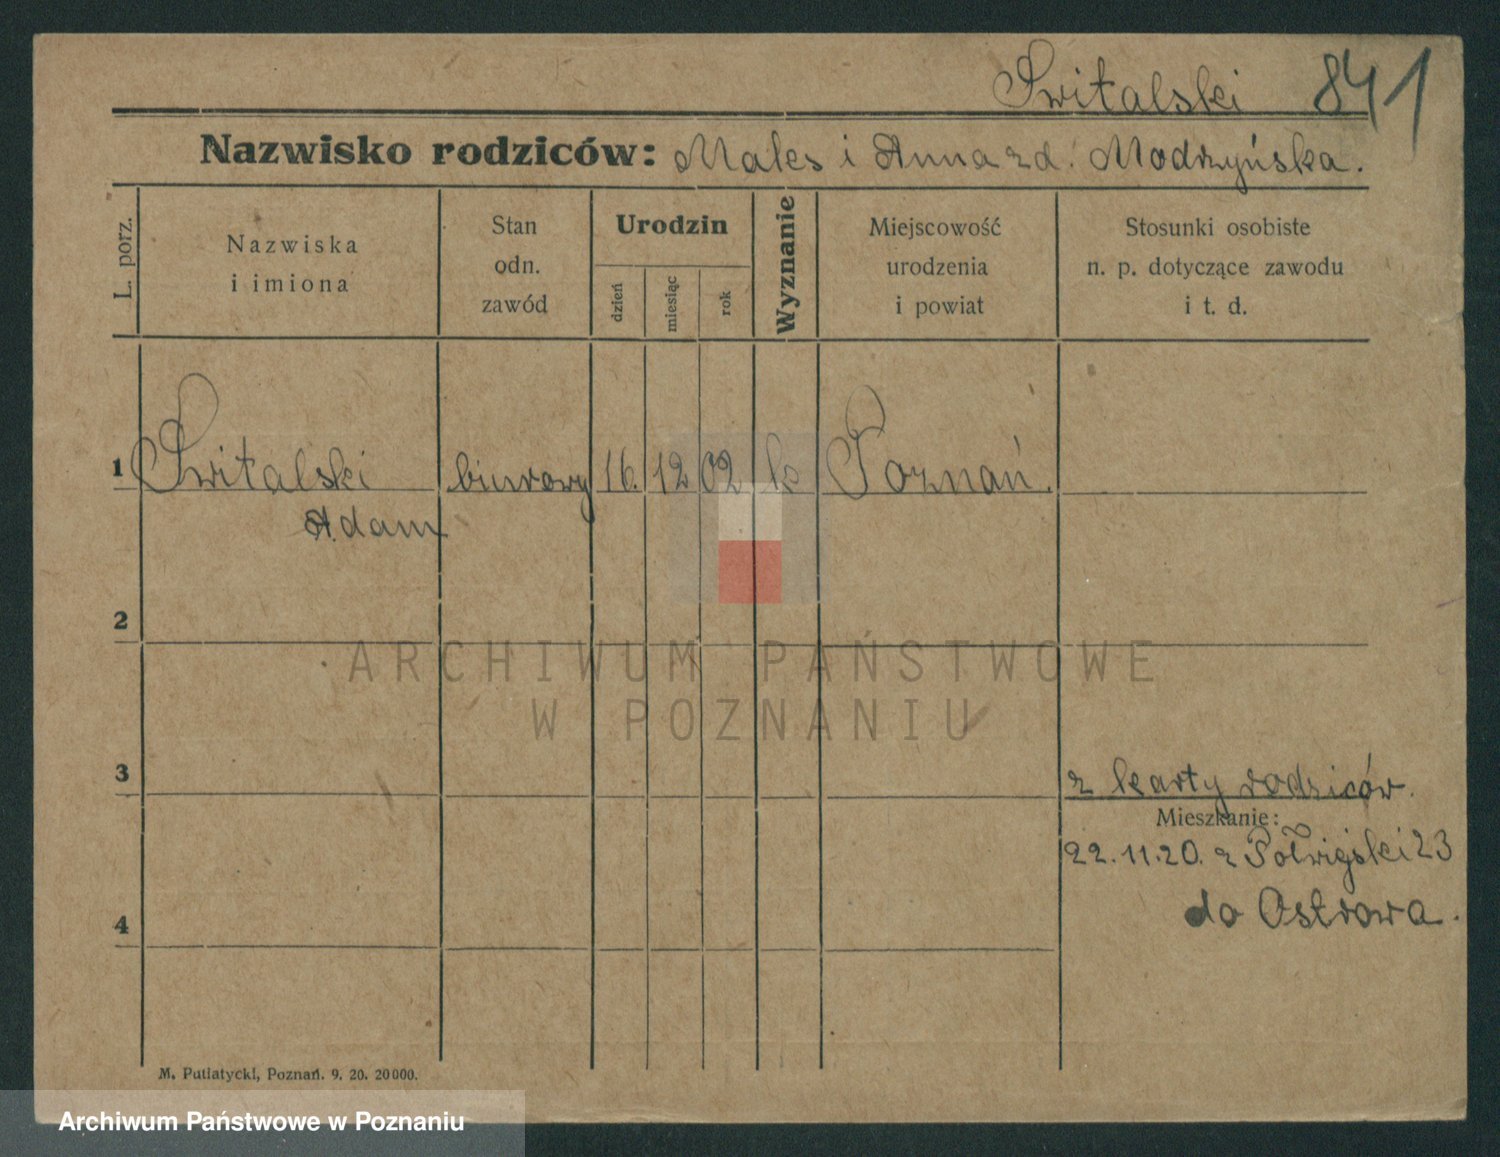 Switalski 841
Nazwisko rodziców: Males i Anna zd. Modrzyńska.
L. porz.
Nazwiska
i imiona
Stan
odn.
zawód
Urodzin
dzień
miesiąc
rok
Wyznanie
Miejscowość
urodzenia
i powiat
Stosunki osobiste
n. p. dotyczące zawodu
i t. d.
1 Switalski biurowy 16. 12 02 k Poznań.
Adam
2
ARCHIWUM PAŃSTWOWE
W POZNANIU
3
z karty rodziców.
Mieszkanie:
22.11.20. z 23
do Ostrowa.
4
M. Putiatycki, Poznań. 9. 20. 20000.
Archiwum Państwowe w Poznaniu